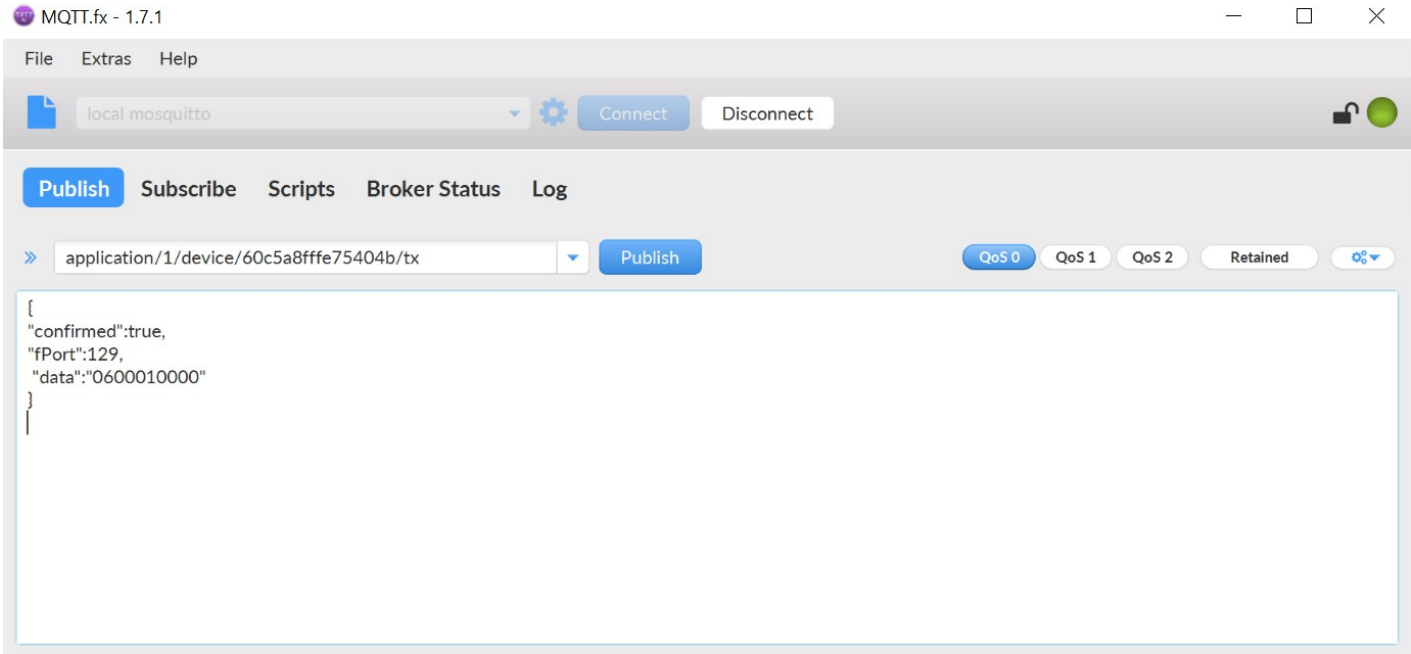 MQTT.fx - 1.7.1
File Extras Help
local mosquitto Connect Disconnect
Publish Subscribe Scripts Broker Status Log
application/1/device/60c5a8fffe75404b/tx Publish QoS 0 QoS 1 QoS 2 Retained
{
"confirmed":true,
"fPort":129,
"data":"0600010000"
}